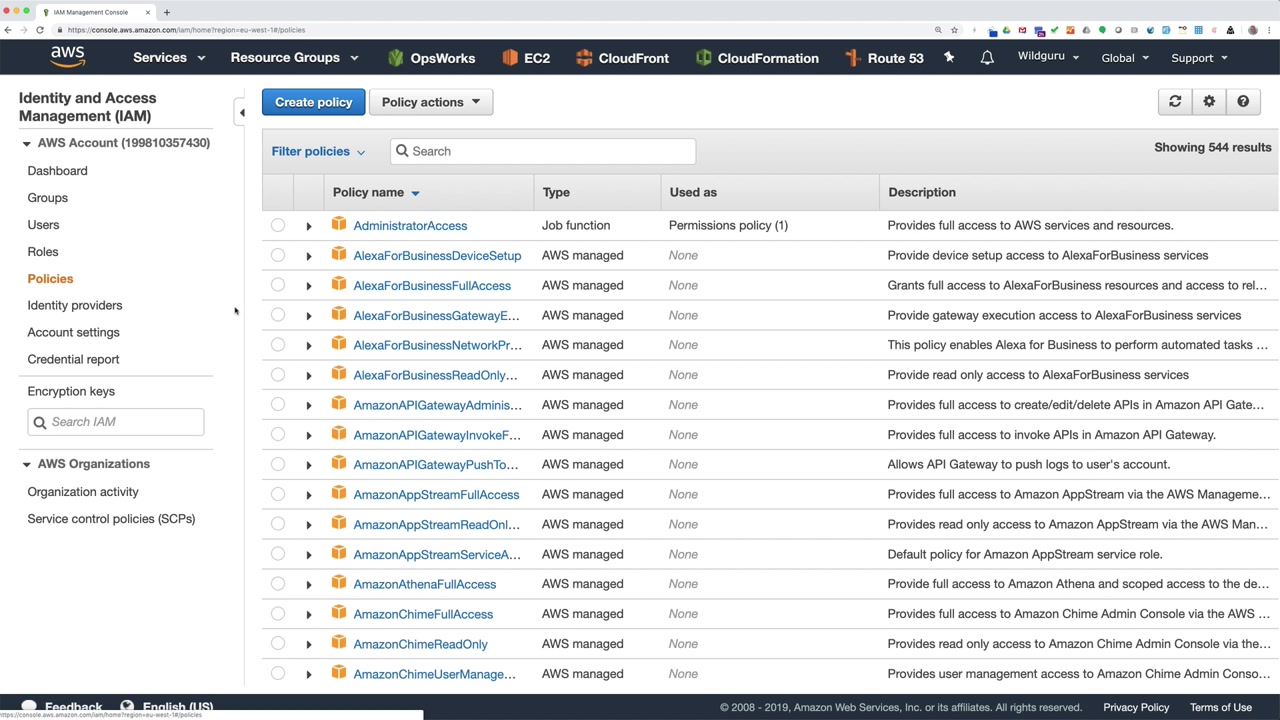 IAM Management Console
https://console.aws.amazon.com/iam/home?region=eu-west-1#/policies
aws Services Resource Groups OpsWorks EC2 CloudFront CloudFormation Route 53 Wildguru Global Support
Identity and Access
Management (IAM)
AWS Account (199810357430)
Dashboard
Groups
Users
Roles
Policies
Identity providers
Account settings
Credential report
Encryption keys
Search IAM
AWS Organizations
Organization activity
Service control policies (SCPs)
Create policy Policy actions
Filter policies Search Showing 544 results
Policy name Type Used as Description
AdministratorAccess Job function Permissions policy (1) Provides full access to AWS services and resources.
AlexaForBusinessDeviceSetup AWS managed None Provide device setup access to AlexaForBusiness services
AlexaForBusinessFullAccess AWS managed None Grants full access to AlexaForBusiness resources and access to rel...
AlexaForBusinessGatewayE... AWS managed None Provide gateway execution access to AlexaForBusiness services
AlexaForBusinessNetworkPr... AWS managed None This policy enables Alexa for Business to perform automated tasks ...
AlexaForBusinessReadOnly... AWS managed None Provide read only access to AlexaForBusiness services
AmazonAPIGatewayAdminis... AWS managed None Provides full access to create/edit/delete APIs in Amazon API Gate...
AmazonAPIGatewayInvokeF... AWS managed None Provides full access to invoke APIs in Amazon API Gateway.
AmazonAPIGatewayPushTo... AWS managed None Allows API Gateway to push logs to user's account.
AmazonAppStreamFullAccess AWS managed None Provides full access to Amazon AppStream via the AWS Manageme...
AmazonAppStreamReadOnl... AWS managed None Provides read only access to Amazon AppStream via the AWS Man...
AmazonAppStreamServiceA... AWS managed None Default policy for Amazon AppStream service role.
AmazonAthenaFullAccess AWS managed None Provide full access to Amazon Athena and scoped access to the de...
AmazonChimeFullAccess AWS managed None Provides full access to Amazon Chime Admin Console via the AWS ...
AmazonChimeReadOnly AWS managed None Provides read only access to Amazon Chime Admin Console via the...
AmazonChimeUserManage... AWS managed None Provides user management access to Amazon Chime Admin Conso...
Feedback English (US) © 2008 - 2019, Amazon Web Services, Inc. or its affiliates. All rights reserved. Privacy Policy Terms of Use
https://console.aws.amazon.com/iam/home?region=eu-west-1#/policies